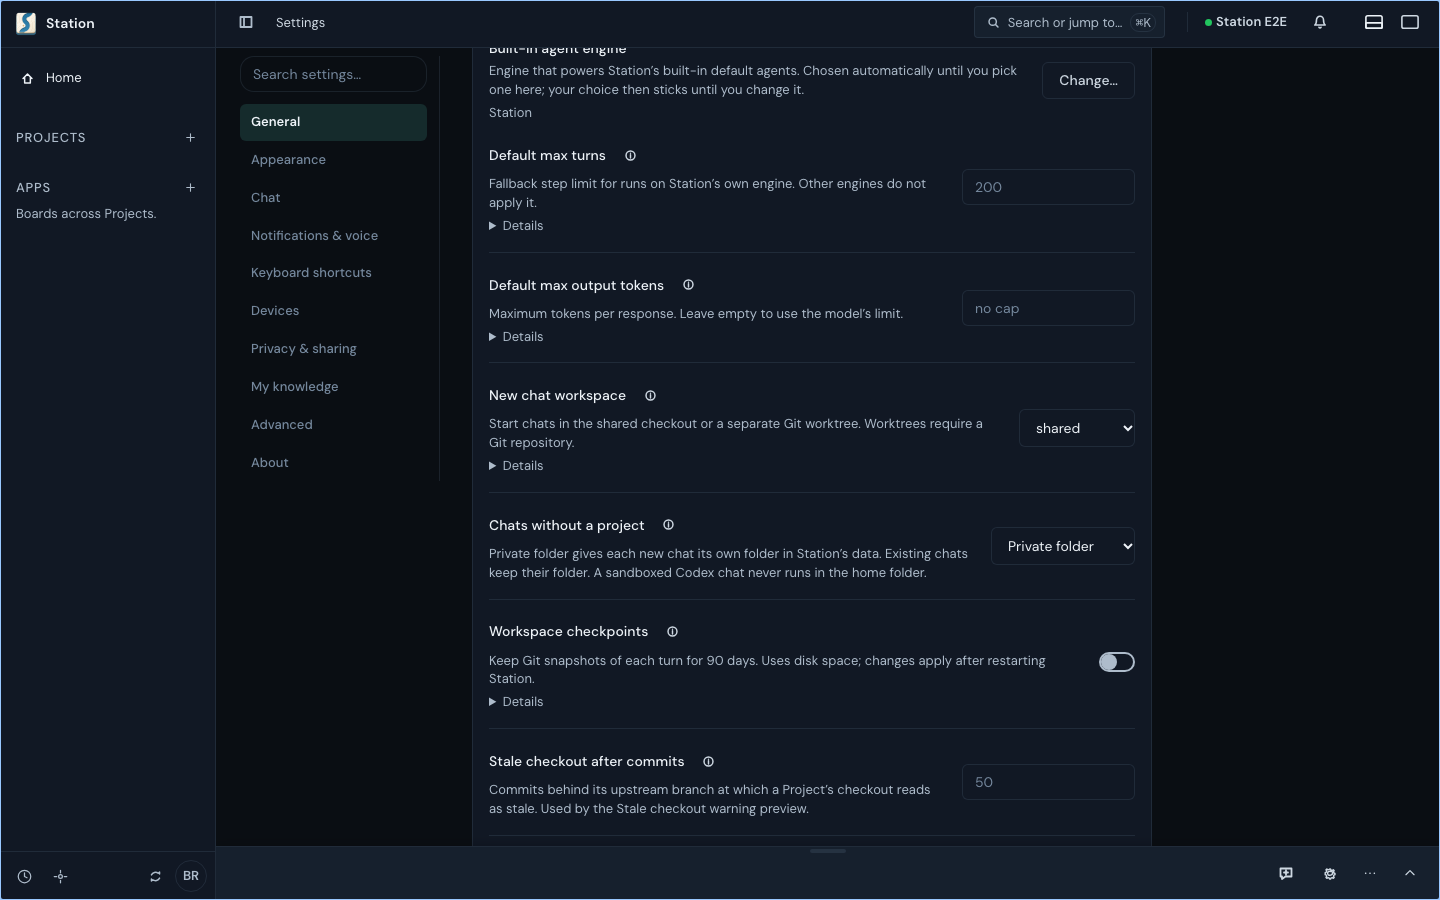 Station
Settings
Search or jump to...
⌘K
Station E2E
Home
PROJECTS
APPS
Boards across Projects.
BR
Search settings...
General
Appearance
Chat
Notifications & voice
Keyboard shortcuts
Devices
Privacy & sharing
My knowledge
Advanced
About
Built-in agent engine
Engine that powers Station’s built-in default agents. Chosen automatically until you pick
one here; your choice then sticks until you change it.
Station
Change...
Default max turns
Fallback step limit for runs on Station’s own engine. Other engines do not
apply it.
Details
200
Default max output tokens
Maximum tokens per response. Leave empty to use the model’s limit.
Details
no cap
New chat workspace
Start chats in the shared checkout or a separate Git worktree. Worktrees require a
Git repository.
Details
shared
Chats without a project
Private folder gives each new chat its own folder in Station’s data. Existing chats
keep their folder. A sandboxed Codex chat never runs in the home folder.
Private folder
Workspace checkpoints
Keep Git snapshots of each turn for 90 days. Uses disk space; changes apply after restarting
Station.
Details
Stale checkout after commits
Commits behind its upstream branch at which a Project’s checkout reads
as stale. Used by the Stale checkout warning preview.
50